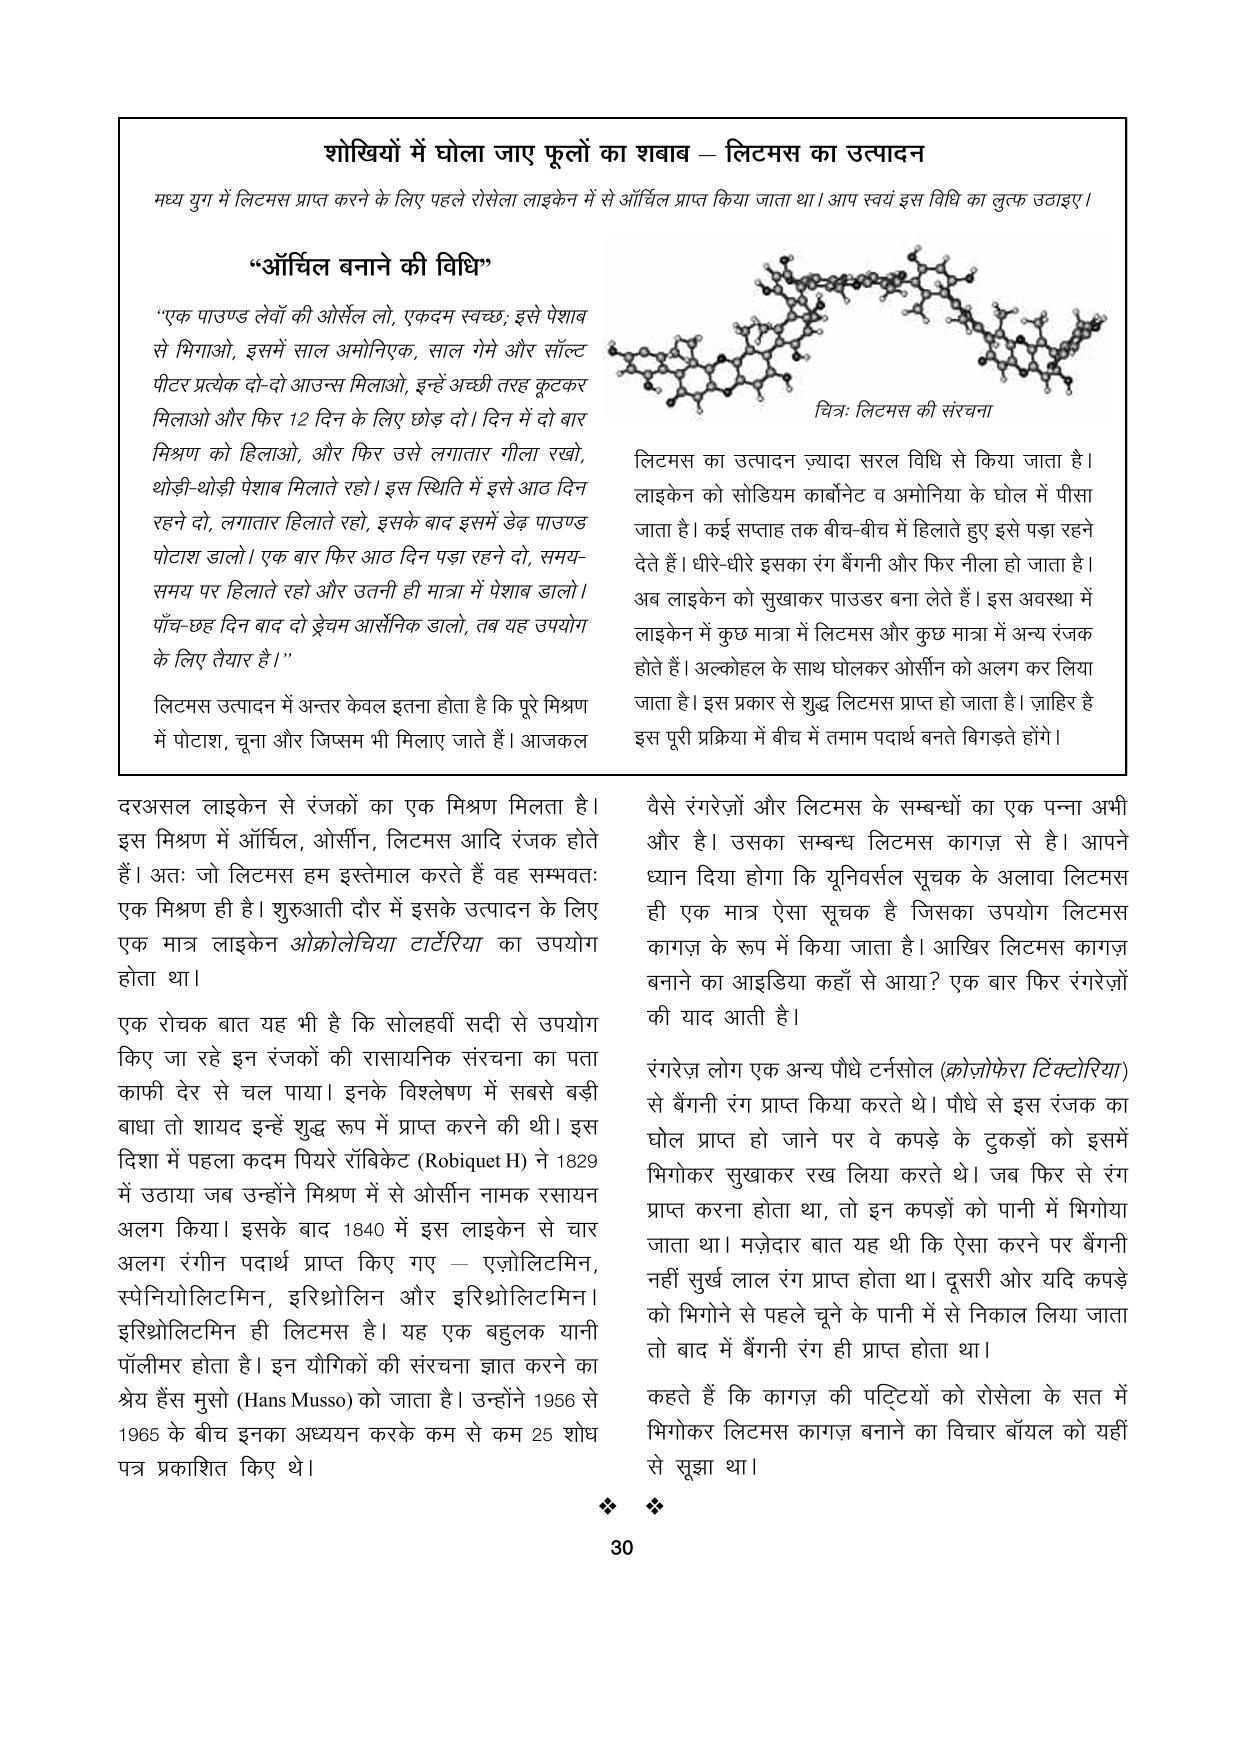 शोखियों में घोला जाए फूलों का शबाब – लिटमस का उत्पादन
मध्य युग में लिटमस प्राप्त करने के लिए पहले रोसेला लाइकेन में से ऑर्चिल प्राप्त किया जाता था। आप स्वयं इस विधि का लुत्फ उठाइए।
“ऑर्चिल बनाने की विधि”
“एक पाउण्ड लेवॉ की ओर्सेल लो, एकदम स्वच्छ; इसे पेशाब
से भिगाओ, इसमें साल अमोनिएक, साल गेमे और सॉल्ट
पीटर प्रत्येक दो-दो आउन्स मिलाओ, इन्हें अच्छी तरह कूटकर
मिलाओ और फिर 12 दिन के लिए छोड़ दो। दिन में दो बार
मिश्रण को हिलाओ, और फिर उसे लगातार गीला रखो,
थोड़ी-थोड़ी पेशाब मिलाते रहो। इस स्थिति में इसे आठ दिन
रहने दो, लगातार हिलाते रहो, इसके बाद इसमें डेढ़ पाउण्ड
पोटाश डालो। एक बार फिर आठ दिन पड़ा रहने दो, समय-
समय पर हिलाते रहो और उतनी ही मात्रा में पेशाब डालो।
पाँच-छह दिन बाद दो ड्रेचम आर्सेनिक डालो, तब यह उपयोग
के लिए तैयार है।”
लिटमस उत्पादन में अन्तर केवल इतना होता है कि पूरे मिश्रण
में पोटाश, चूना और जिप्सम भी मिलाए जाते हैं। आजकल
चित्रः लिटमस की संरचना
लिटमस का उत्पादन ज़्यादा सरल विधि से किया जाता है।
लाइकेन को सोडियम कार्बोनेट व अमोनिया के घोल में पीसा
जाता है। कई सप्ताह तक बीच-बीच में हिलाते हुए इसे पड़ा रहने
देते हैं। धीरे-धीरे इसका रंग बैंगनी और फिर नीला हो जाता है।
अब लाइकेन को सुखाकर पाउडर बना लेते हैं। इस अवस्था में
लाइकेन में कुछ मात्रा में लिटमस और कुछ मात्रा में अन्य रंजक
होते हैं। अल्कोहल के साथ घोलकर ओर्सीन को अलग कर लिया
जाता है। इस प्रकार से शुद्ध लिटमस प्राप्त हो जाता है। ज़ाहिर है
इस पूरी प्रक्रिया में बीच में तमाम पदार्थ बनते बिगड़ते होंगे।
दरअसल लाइकेन से रंजकों का एक मिश्रण मिलता है।
इस मिश्रण में ऑर्चिल, ओर्सीन, लिटमस आदि रंजक होते
हैं। अतः जो लिटमस हम इस्तेमाल करते हैं वह सम्भवतः
एक मिश्रण ही है। शुरुआती दौर में इसके उत्पादन के लिए
एक मात्र लाइकेन ओक्रोलेचिया टार्टेरिया का उपयोग
होता था।
एक रोचक बात यह भी है कि सोलहवीं सदी से उपयोग
किए जा रहे इन रंजकों की रासायनिक संरचना का पता
काफी देर से चल पाया। इनके विश्लेषण में सबसे बड़ी
बाधा तो शायद इन्हें शुद्ध रूप में प्राप्त करने की थी। इस
दिशा में पहला कदम पियरे रॉबिकेट (Robiquet H) ने 1829
में उठाया जब उन्होंने मिश्रण में से ओर्सीन नामक रसायन
अलग किया। इसके बाद 1840 में इस लाइकेन से चार
अलग रंगीन पदार्थ प्राप्त किए गए – एज़ोलिटमिन,
स्पेनियोलिटमिन, इरिथ्रोलिन और इरिथ्रोलिटमिन।
इरिथ्रोलिटमिन ही लिटमस है। यह एक बहुलक यानी
पॉलीमर होता है। इन यौगिकों की संरचना ज्ञात करने का
श्रेय हैंस मुसो (Hans Musso) को जाता है। उन्होंने 1956 से
1965 के बीच इनका अध्ययन करके कम से कम 25 शोध
पत्र प्रकाशित किए थे।
वैसे रंगरेज़ों और लिटमस के सम्बन्धों का एक पन्ना अभी
और है। उसका सम्बन्ध लिटमस कागज़ से है। आपने
ध्यान दिया होगा कि यूनिवर्सल सूचक के अलावा लिटमस
ही एक मात्र ऐसा सूचक है जिसका उपयोग लिटमस
कागज़ के रूप में किया जाता है। आखिर लिटमस कागज़
बनाने का आइडिया कहाँ से आया? एक बार फिर रंगरेज़ों
की याद आती है।
रंगरेज़ लोग एक अन्य पौधे टर्नसोल (क्रोज़ोफेरा टिंक्टोरिया)
से बैंगनी रंग प्राप्त किया करते थे। पौधे से इस रंजक का
घोल प्राप्त हो जाने पर वे कपड़े के टुकड़ों को इसमें
भिगोकर सुखाकर रख लिया करते थे। जब फिर से रंग
प्राप्त करना होता था, तो इन कपड़ों को पानी में भिगोया
जाता था। मज़ेदार बात यह थी कि ऐसा करने पर बैंगनी
नहीं सुर्ख लाल रंग प्राप्त होता था। दूसरी ओर यदि कपड़े
को भिगोने से पहले चूने के पानी में से निकाल लिया जाता
तो बाद में बैंगनी रंग ही प्राप्त होता था।
कहते हैं कि कागज़ की पट्टियों को रोसेला के सत में
भिगोकर लिटमस कागज़ बनाने का विचार बॉयल को यहीं
से सूझा था।
❖ ❖
30